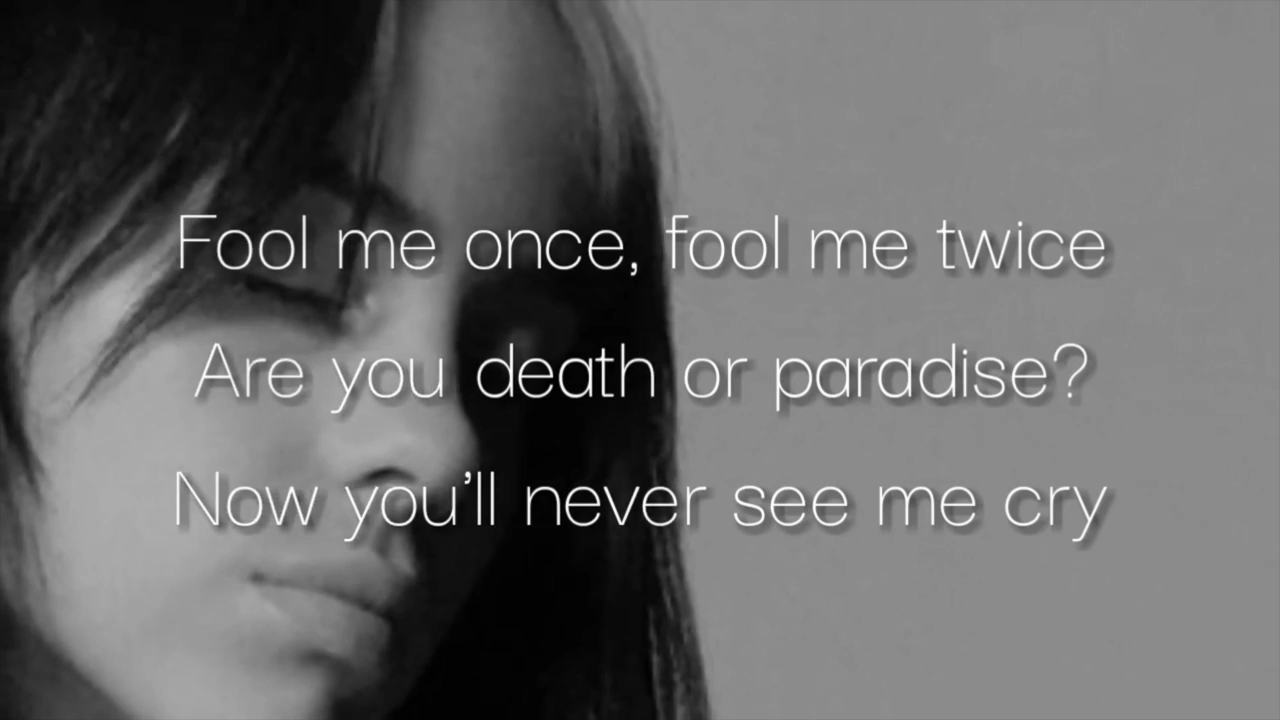 Fool me once, fool me twice
Are you death or paradise?
Now you'll never see me cry